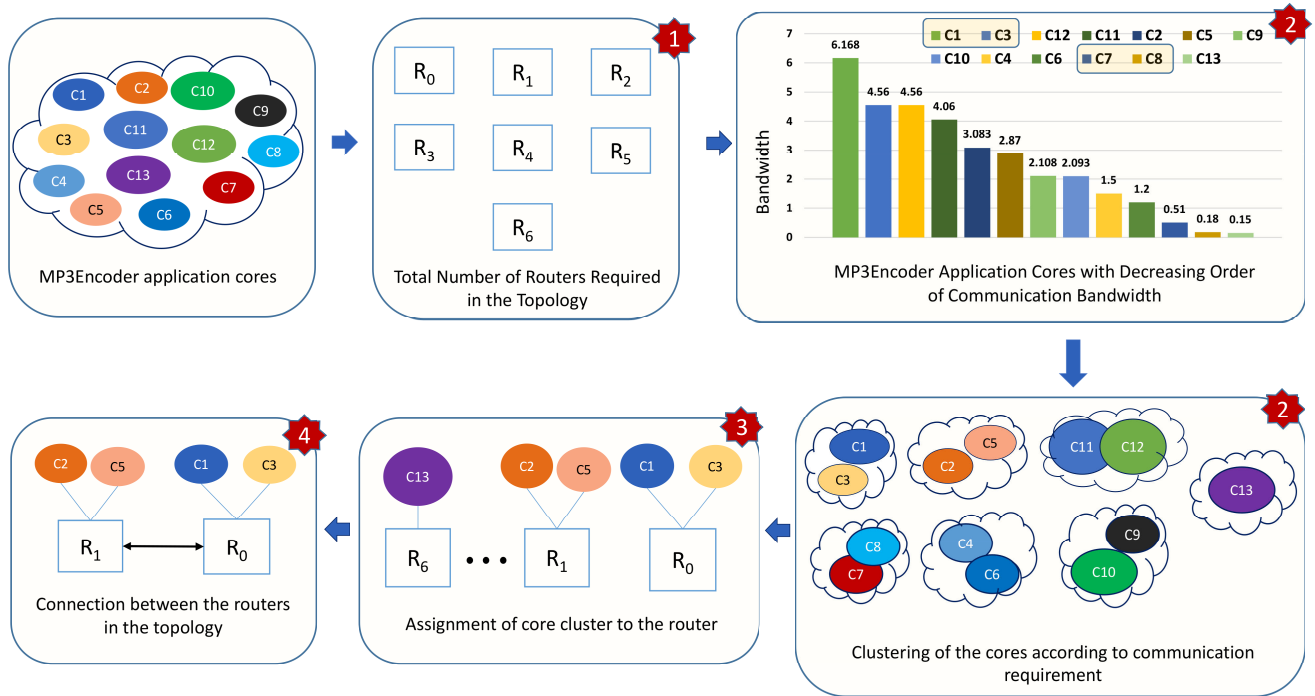 C1
C2
C10
C9
C3
C11
C12
C8
C4
C13
C7
C5
C6
MP3Encoder application cores
1
R0
R1
R2
R3
R4
R5
R6
Total Number of Routers Required
in the Topology
2
C1 C3 C12 C11 C2 C5 C9
C10 C4 C6 C7 C8 C13
Bandwidth
7
6
5
4
3
2
1
0
6.168
4.56
4.56
4.06
3.083
2.87
2.108
2.093
1.5
1.2
0.51
0.18
0.15
MP3Encoder Application Cores with Decreasing Order
of Communication Bandwidth
4
C2
C5
C1
C3
R1
R0
Connection between the routers
in the topology
3
C13
C2
C5
C1
C3
R6
• • •
R1
R0
Assignment of core cluster to the router
2
C1
C3
C5
C2
C11
C12
C13
C8
C7
C4
C6
C9
C10
Clustering of the cores according to communication
requirement